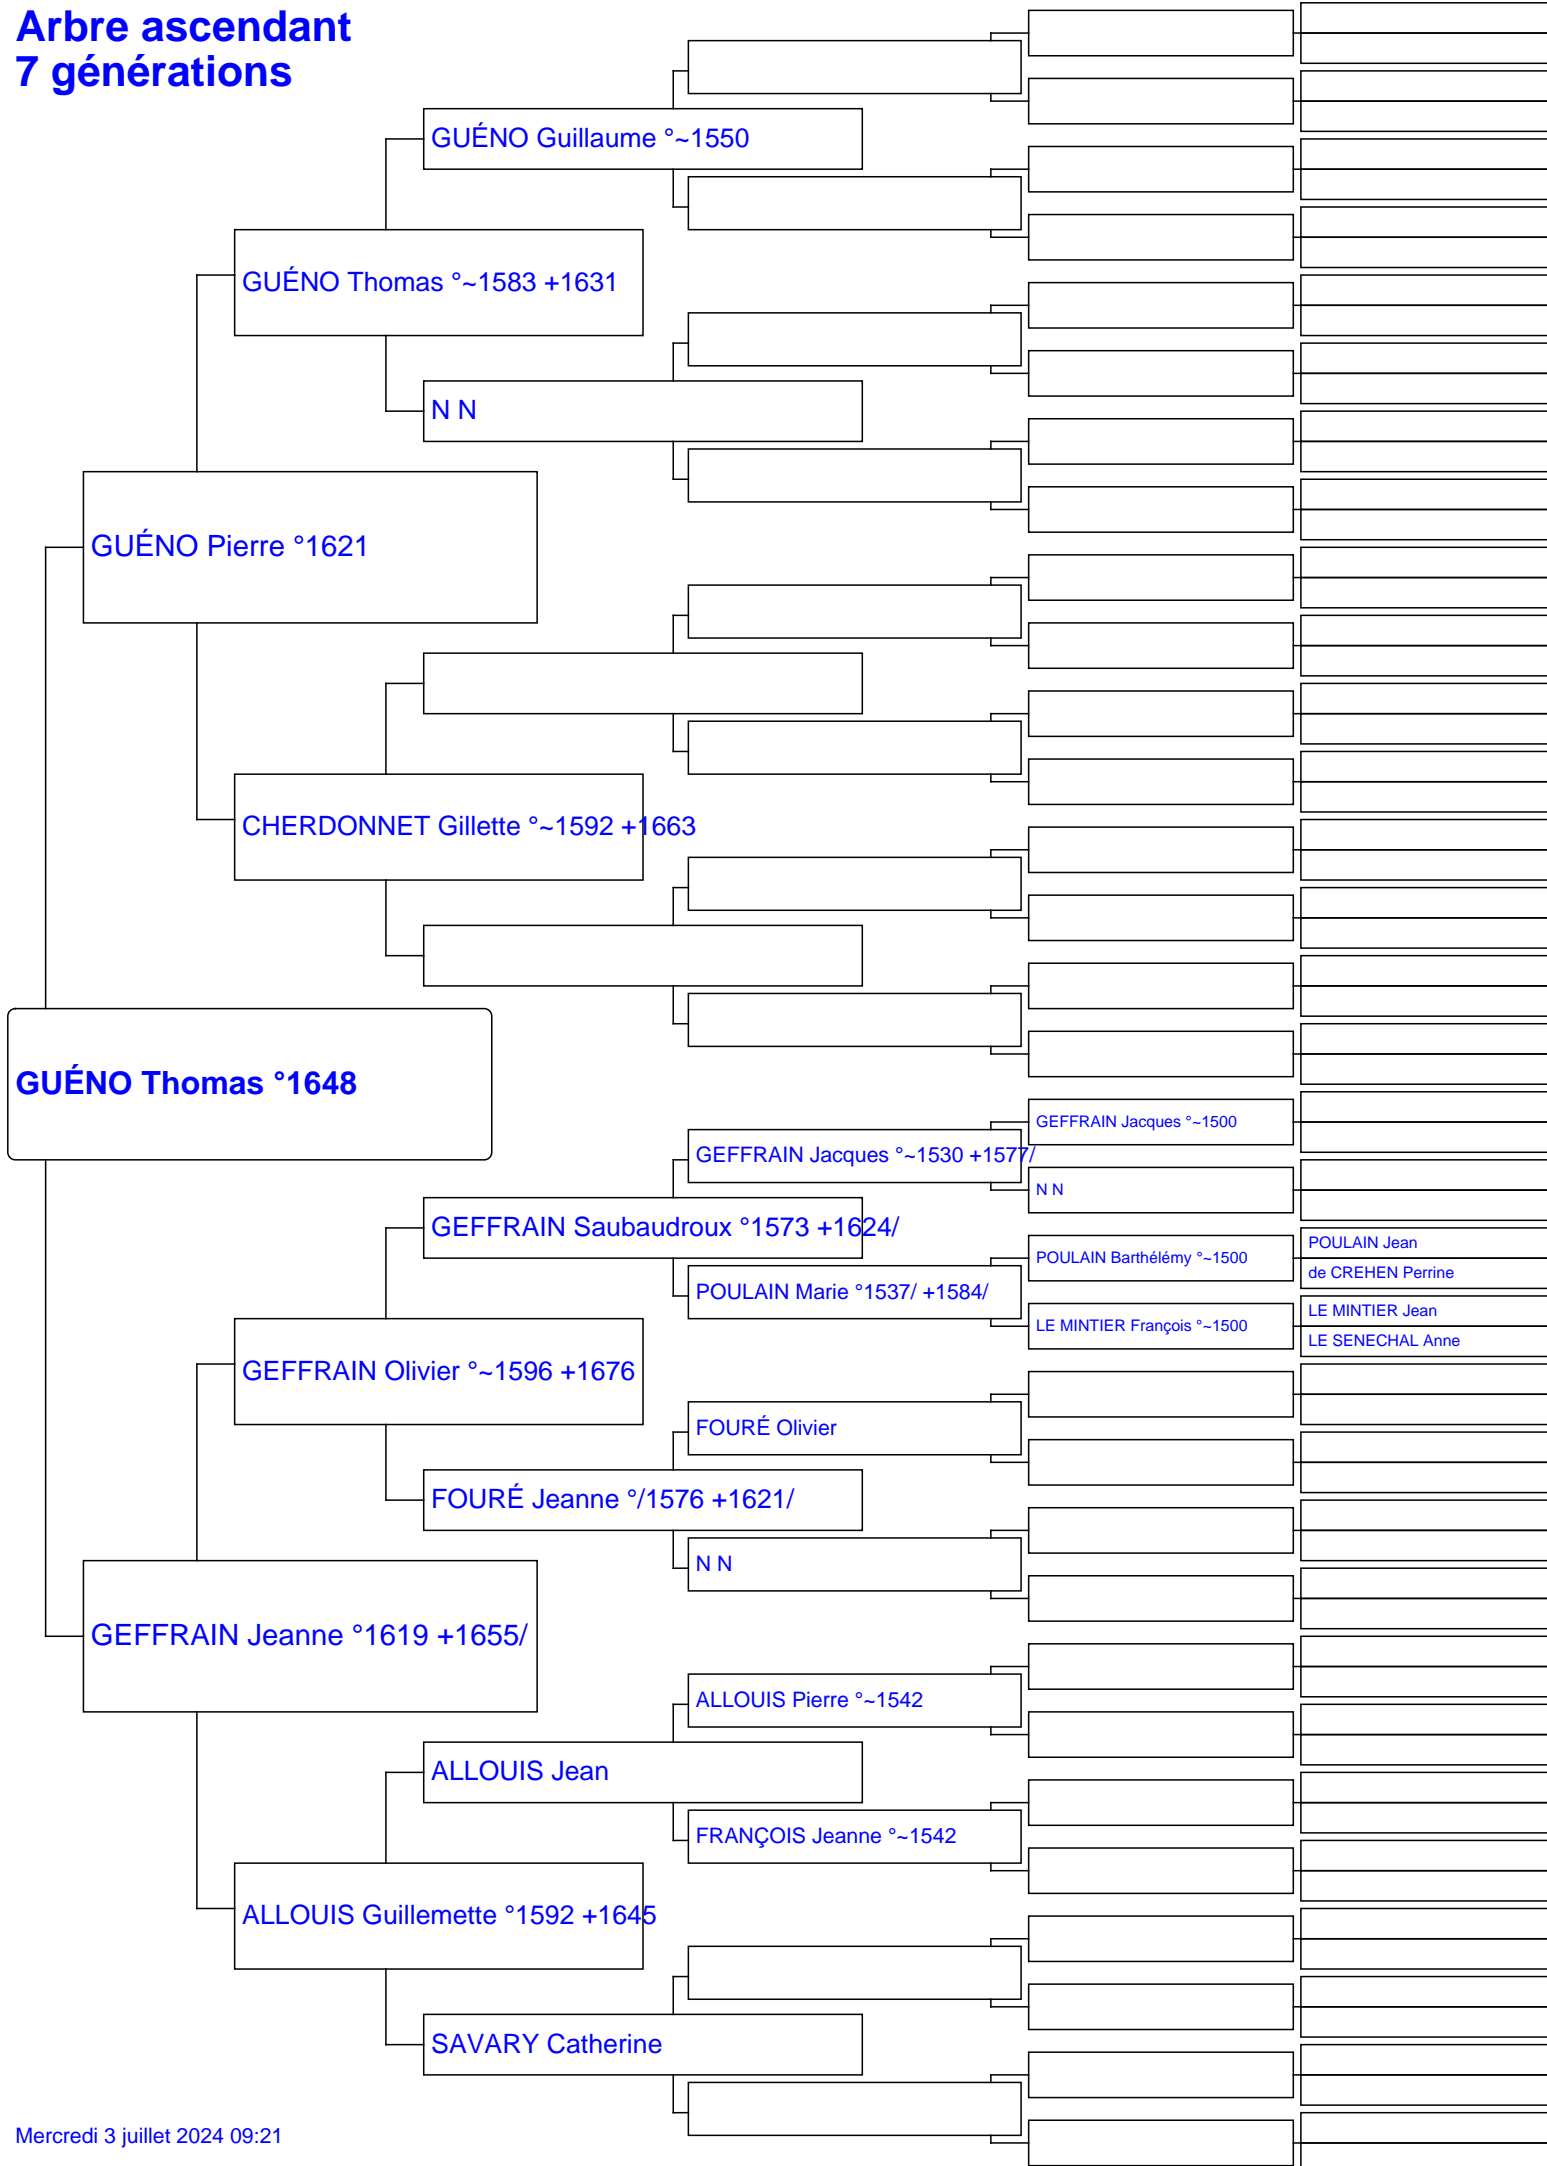 Arbre ascendant
7 générations
GUÉNO Guillaume °~1550
GUÉNO Thomas °~1583 +1631
N N
GUÉNO Pierre °1621
CHERDONNET Gillette °~1592 +1663
GUÉNO Thomas °1648
GEFFRAIN Jacques °~1500
GEFFRAIN Jacques °~1530 +1577/
N N
GEFFRAIN Saubaudroux °1573 +1624/
POULAIN Jean
POULAIN Barthélémy °~1500
de CREHEN Perrine
POULAIN Marie °1537/ +1584/
LE MINTIER Jean
LE MINTIER François °~1500
LE SENECHAL Anne
GEFFRAIN Olivier °~1596 +1676
FOURÉ Olivier
FOURÉ Jeanne °/1576 +1621/
N N
GEFFRAIN Jeanne °1619 +1655/
ALLOUIS Pierre °~1542
ALLOUIS Jean
FRANÇOIS Jeanne °~1542
ALLOUIS Guillemette °1592 +1645
SAVARY Catherine
Mercredi 3 juillet 2024 09:21